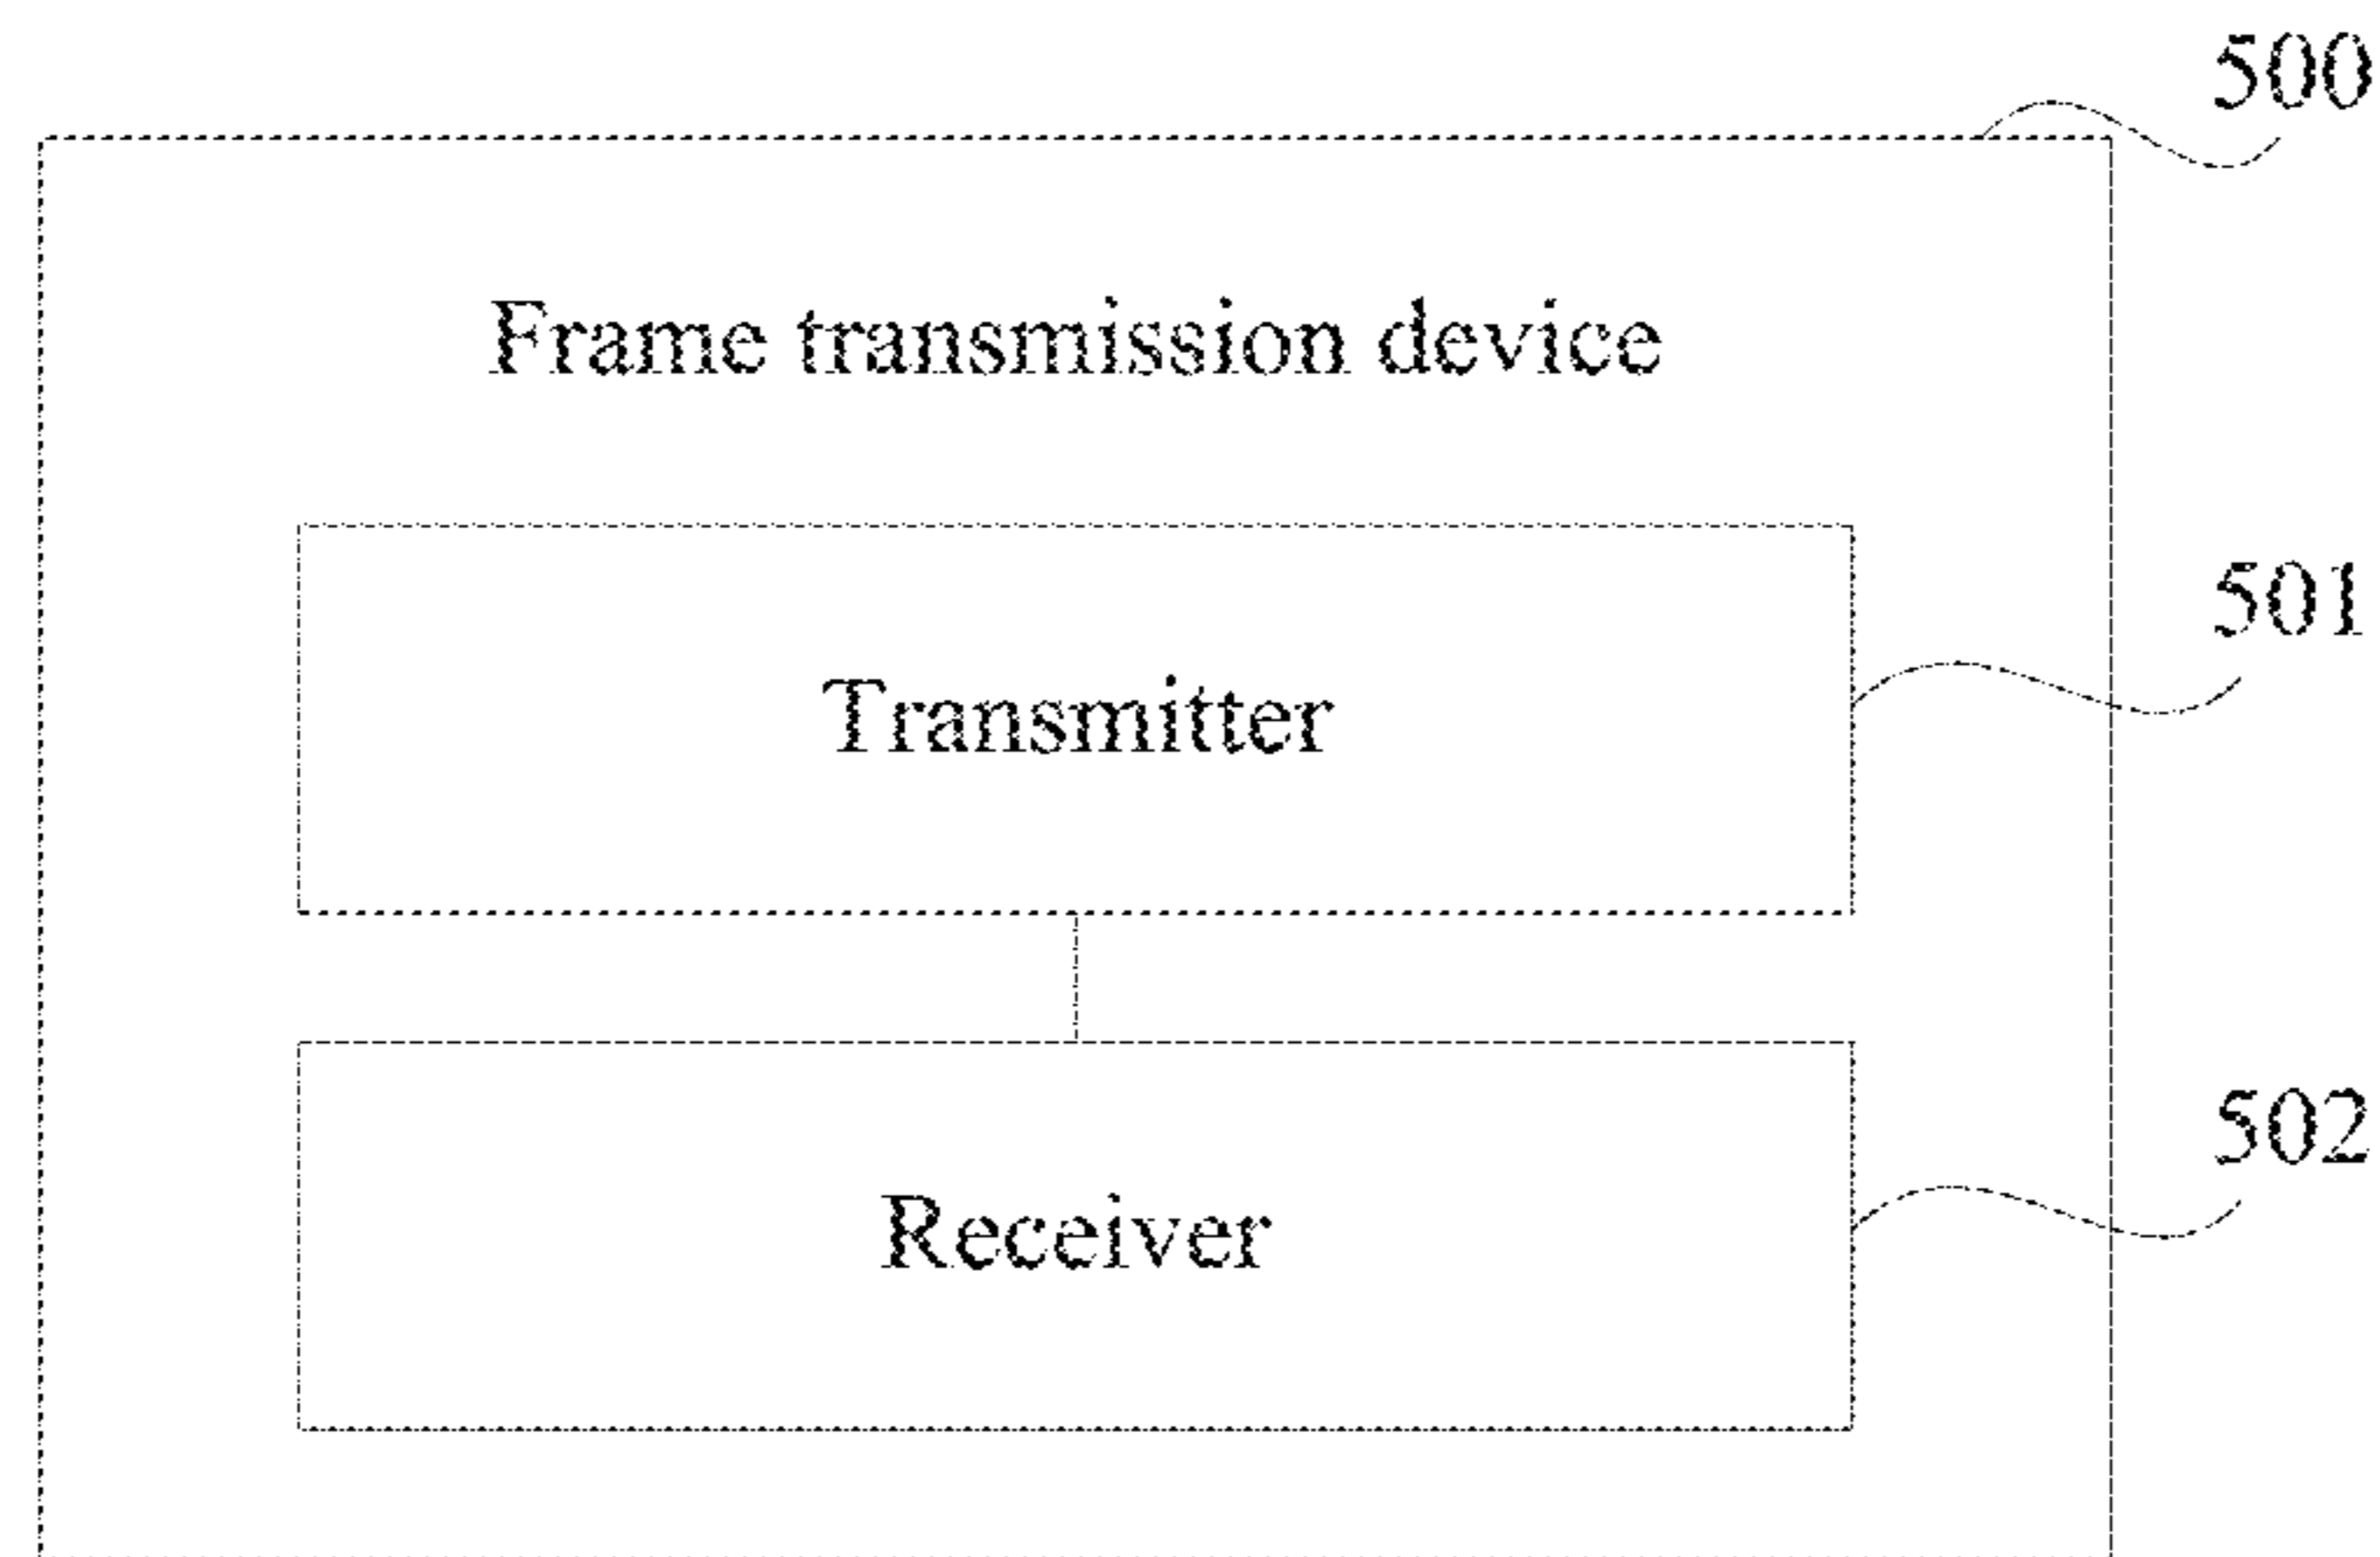 500
Frame transmission device
501
Transmitter
502
Receiver